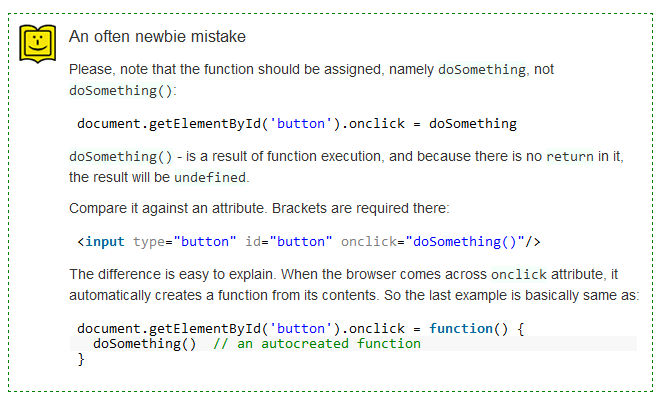 An often newbie mistake
Please, note that the function should be assigned, namely doSomething, not
doSomething():
document.getElementById('button').onclick = doSomething
doSomething() - is a result of function execution, and because there is no return in it,
the result will be undefined.
Compare it against an attribute. Brackets are required there:
<input type="button" id="button" onclick="doSomething()"/>
The difference is easy to explain. When the browser comes across onclick attribute, it
automatically creates a function from its contents. So the last example is basically same as:
document.getElementById('button').onclick = function() {
  doSomething()  // an autocreated function
}